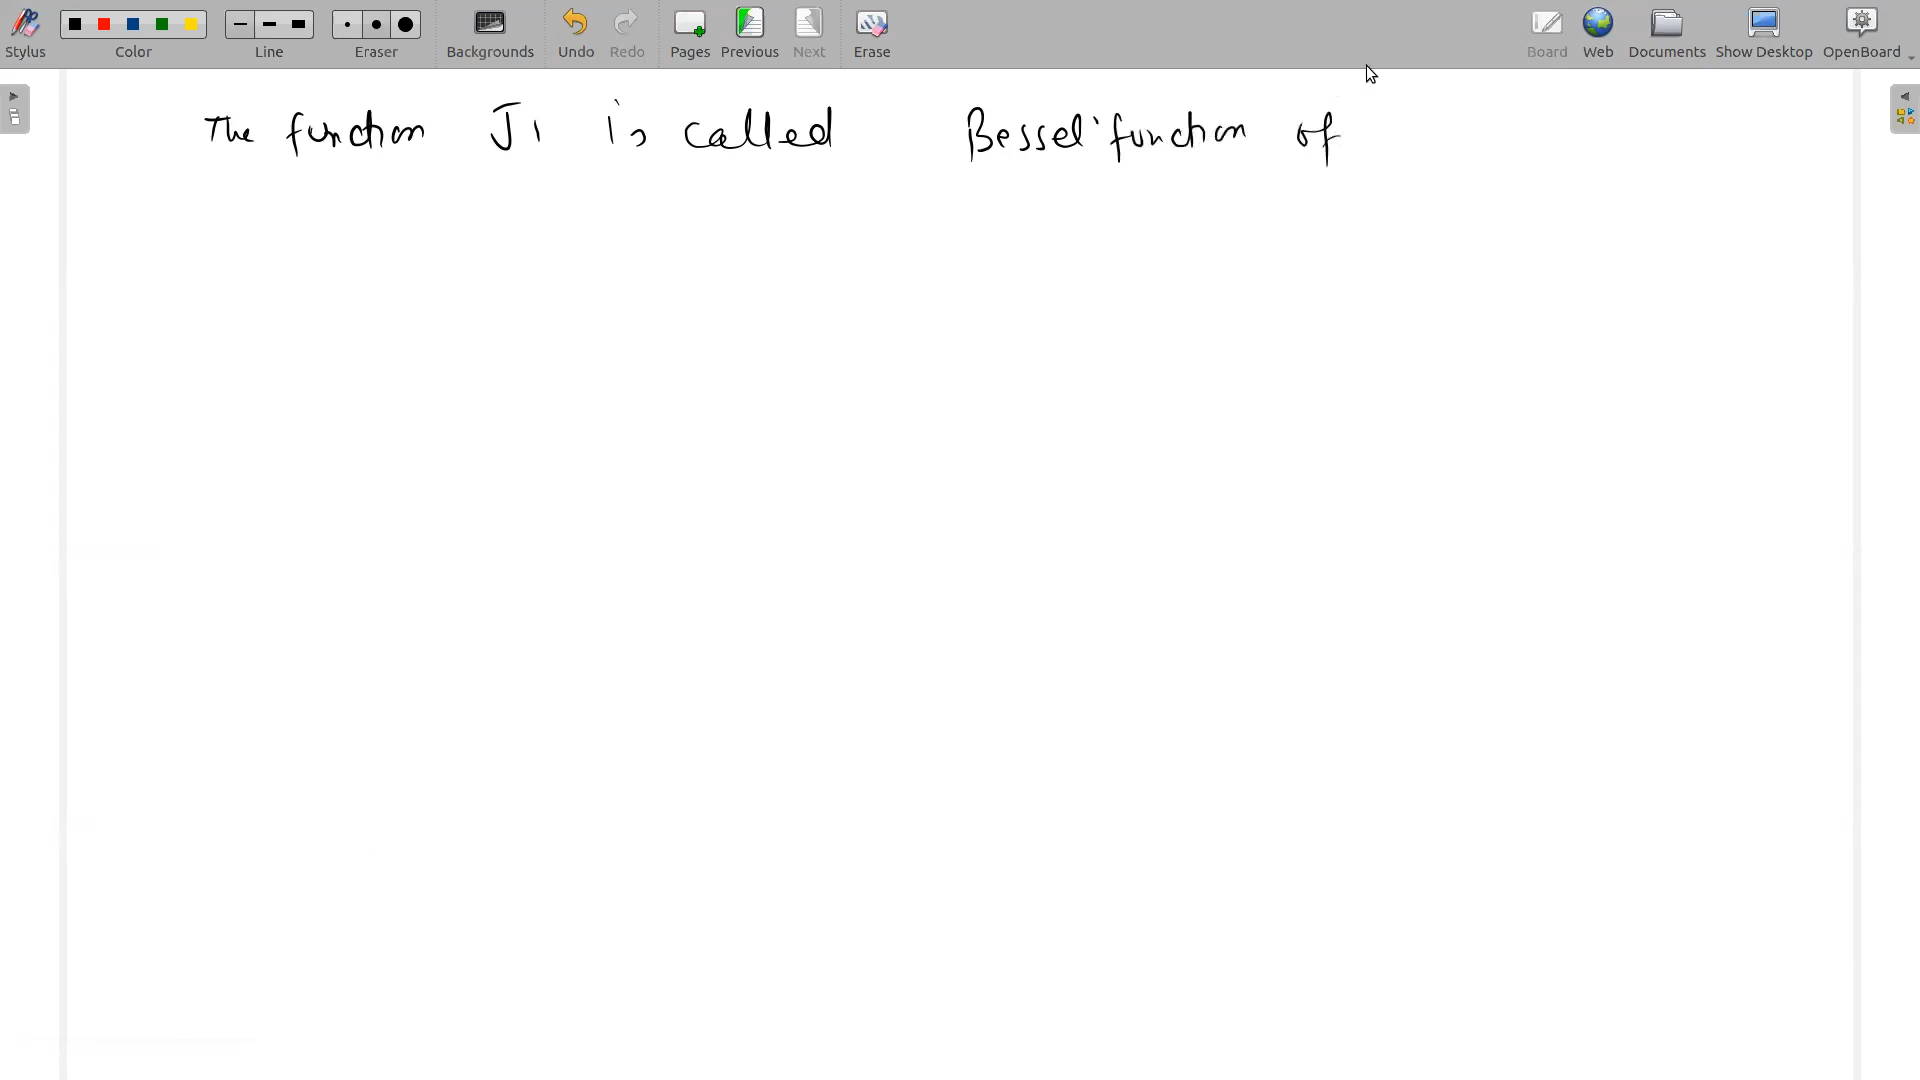 Stylus Color Line Eraser Backgrounds Undo Redo Pages Previous Next Erase Board Web Documents Show Desktop OpenBoard
The function J1 is called Bessel function of